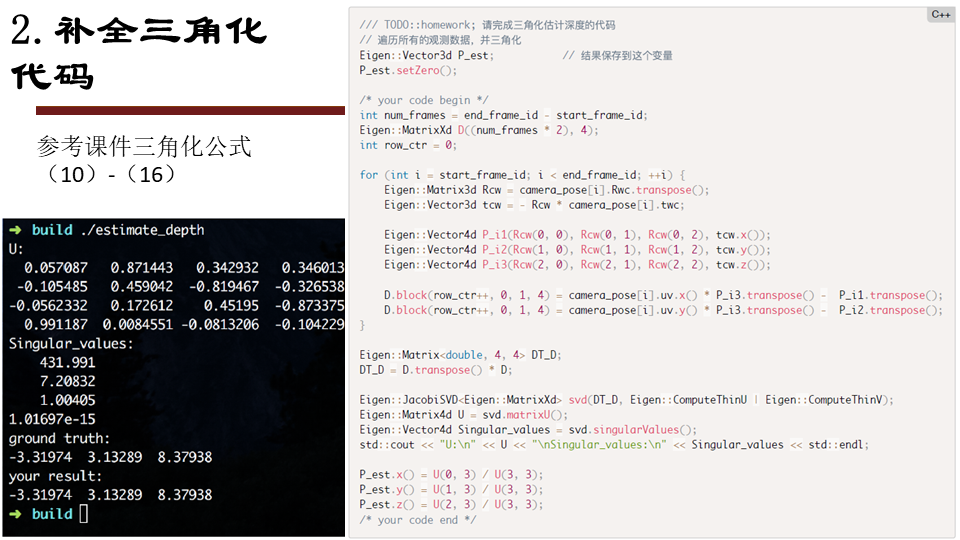 2.补全三角化
代码
参考课件三角化公式
（10）-（16）
➜ build ./estimate_depth
U:
0.057087 0.871443 0.342932 0.346013
-0.105485 0.459042 -0.819467 -0.326538
-0.0562332 0.172612 0.45195 -0.873375
0.991187 0.0084551 -0.0813206 -0.104229
Singular_values:
431.991
7.20832
1.00405
1.01697e-15
ground truth:
-3.31974 3.13289 8.37938
your result:
-3.31974 3.13289 8.37938
➜ build
C++
/// TODO::homework; 请完成三角化估计深度的代码
// 遍历所有的观测数据，并三角化
Eigen::Vector3d P_est; // 结果保存到这个变量
P_est.setZero();
/* your code begin */
int num_frames = end_frame_id - start_frame_id;
Eigen::MatrixXd D((num_frames * 2), 4);
int row_ctr = 0;
for (int i = start_frame_id; i < end_frame_id; ++i) {
Eigen::Matrix3d Rcw = camera_pose[i].Rwc.transpose();
Eigen::Vector3d tcw = - Rcw * camera_pose[i].twc;
Eigen::Vector4d P_i1(Rcw(0, 0), Rcw(0, 1), Rcw(0, 2), tcw.x());
Eigen::Vector4d P_i2(Rcw(1, 0), Rcw(1, 1), Rcw(1, 2), tcw.y());
Eigen::Vector4d P_i3(Rcw(2, 0), Rcw(2, 1), Rcw(2, 2), tcw.z());
D.block(row_ctr++, 0, 1, 4) = camera_pose[i].uv.x() * P_i3.transpose() - P_i1.transpose();
D.block(row_ctr++, 0, 1, 4) = camera_pose[i].uv.y() * P_i3.transpose() - P_i2.transpose();
}
Eigen::Matrix<double, 4, 4> DT_D;
DT_D = D.transpose() * D;
Eigen::JacobiSVD<Eigen::MatrixXd> svd(DT_D, Eigen::ComputeThinU | Eigen::ComputeThinV);
Eigen::Matrix4d U = svd.matrixU();
Eigen::Vector4d Singular_values = svd.singularValues();
std::cout << "U:\n" << U << "\nSingular_values:\n" << Singular_values << std::endl;
P_est.x() = U(0, 3) / U(3, 3);
P_est.y() = U(1, 3) / U(3, 3);
P_est.z() = U(2, 3) / U(3, 3);
/* your code end */